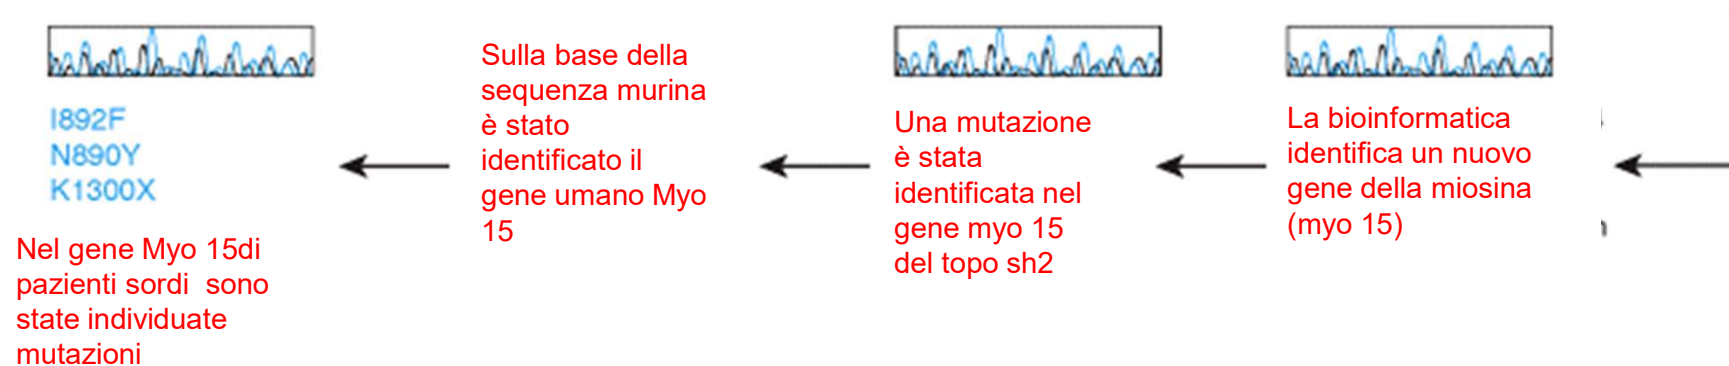 I892F
N890Y
K1300X
Nel gene Myo 15di
pazienti sordi  sono
state individuate
mutazioni
Sulla base della
sequenza murina
è stato
identificato il
gene umano Myo
15
Una mutazione
è stata
identificata nel
gene myo 15
del topo sh2
La bioinformatica
identifica un nuovo
gene della miosina
(myo 15)